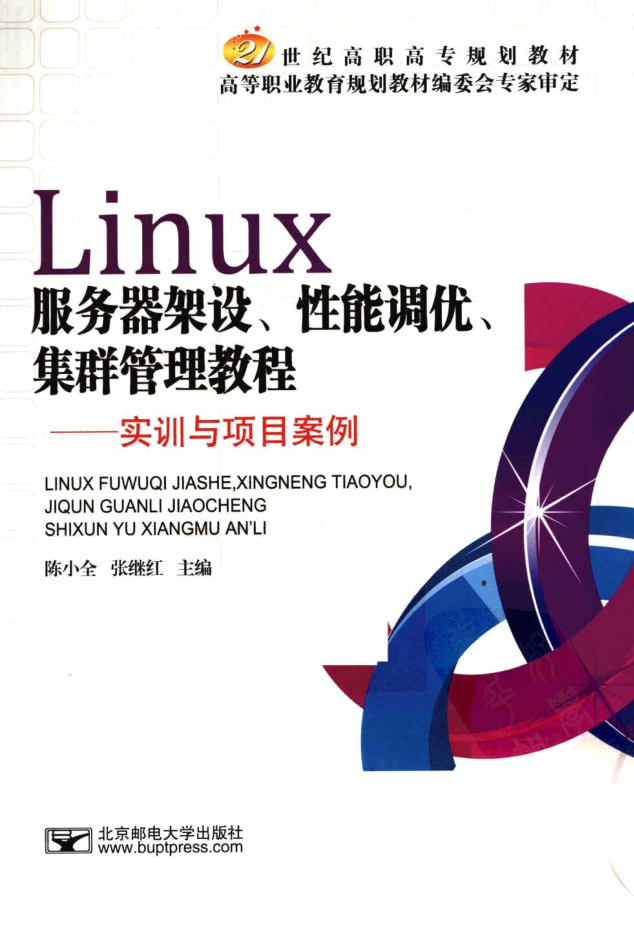 21世纪高职高专规划教材
高等职业教育规划教材编委会专家审定
Linux
服务器架设、性能调优、
集群管理教程
——实训与项目案例
LINUX FUWUQI JIASHE,XINGNENG TIAOYOU,
JIQUN GUANLI JIAOCHENG
SHIXUN YU XIANGMU AN'LI
陈小全 张继红 主编
北京邮电大学出版社
www.buptpress.com